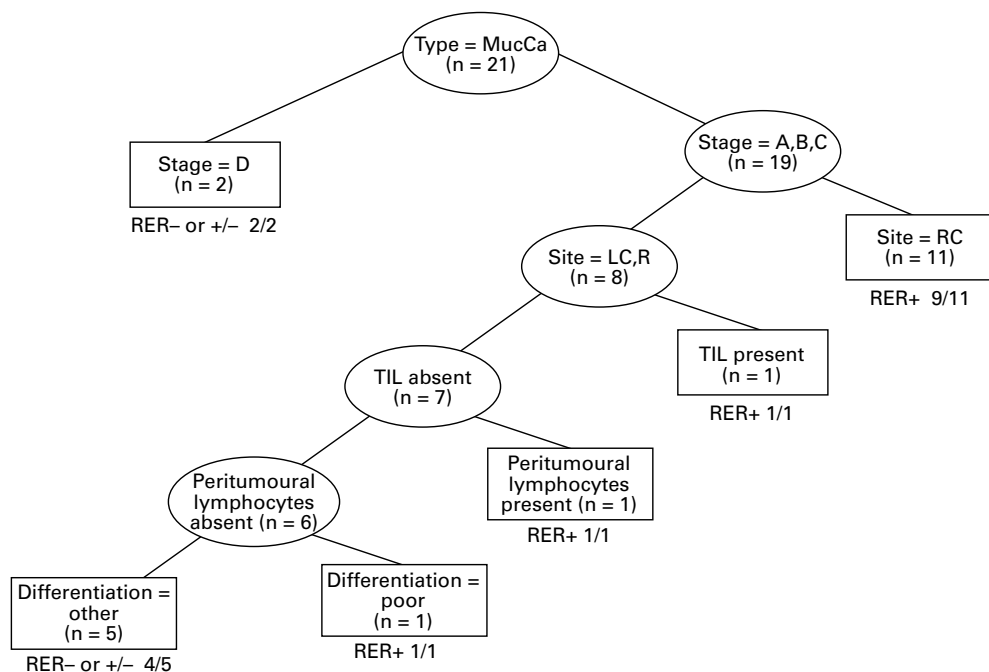 Type = MucCa
(n = 21)
Stage = D
(n = 2)
RER– or +/– 2/2
Stage = A,B,C
(n = 19)
Site = LC,R
(n = 8)
Site = RC
(n = 11)
RER+ 9/11
TIL absent
(n = 7)
TIL present
(n = 1)
RER+ 1/1
Peritumoural
lymphocytes
absent (n = 6)
Peritumoural
lymphocytes
present (n = 1)
RER+ 1/1
Differentiation =
other
(n = 5)
RER– or +/– 4/5
Differentiation =
poor
(n = 1)
RER+ 1/1